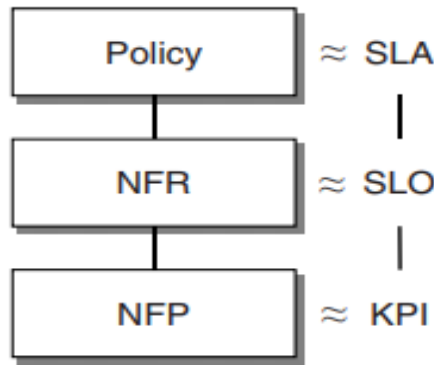 Policy ≈ SLA
NFR ≈ SLO
NFP ≈ KPI